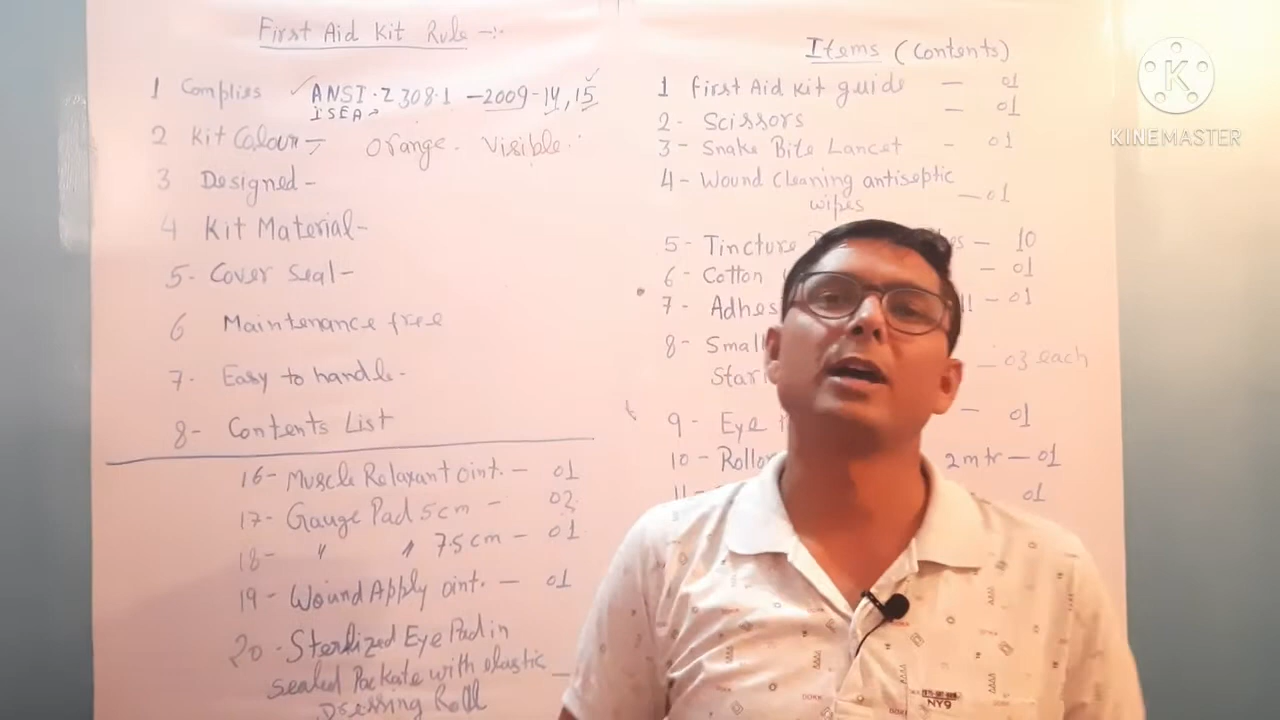 First Aid Kit Rule -:-
1 Complies ✓ ANSI.Z 308.1 - 2009-14, 15
ISEA
2 Kit Colour - orange. visible.
3 Designed -
4 Kit Material -
5- Cover Seal -
6 Maintenance free
7- Easy to handle -
8- Contents List
16- Muscle Relaxant oint. - 01
17- Gauge Pad 5cm - 02
18- " " 7.5cm - 01
19- Wound Apply oint. - 01
20- Sterlized Eye Pad in
sealed Packate with elastic
Dressing Roll
Items (Contents)
1 first Aid kit guide - 01
2- Scissors - 01
3- Snake Bite Lancet - 01
4- Wound Cleaning antiseptic
wipes - 01
5- Tincture - 10
6- Cotton - 01
7- - 01
8- Small
- 03 each
9- Eye - 01
10- 2mtr - 01
11- 01
KINEMASTER
NY9